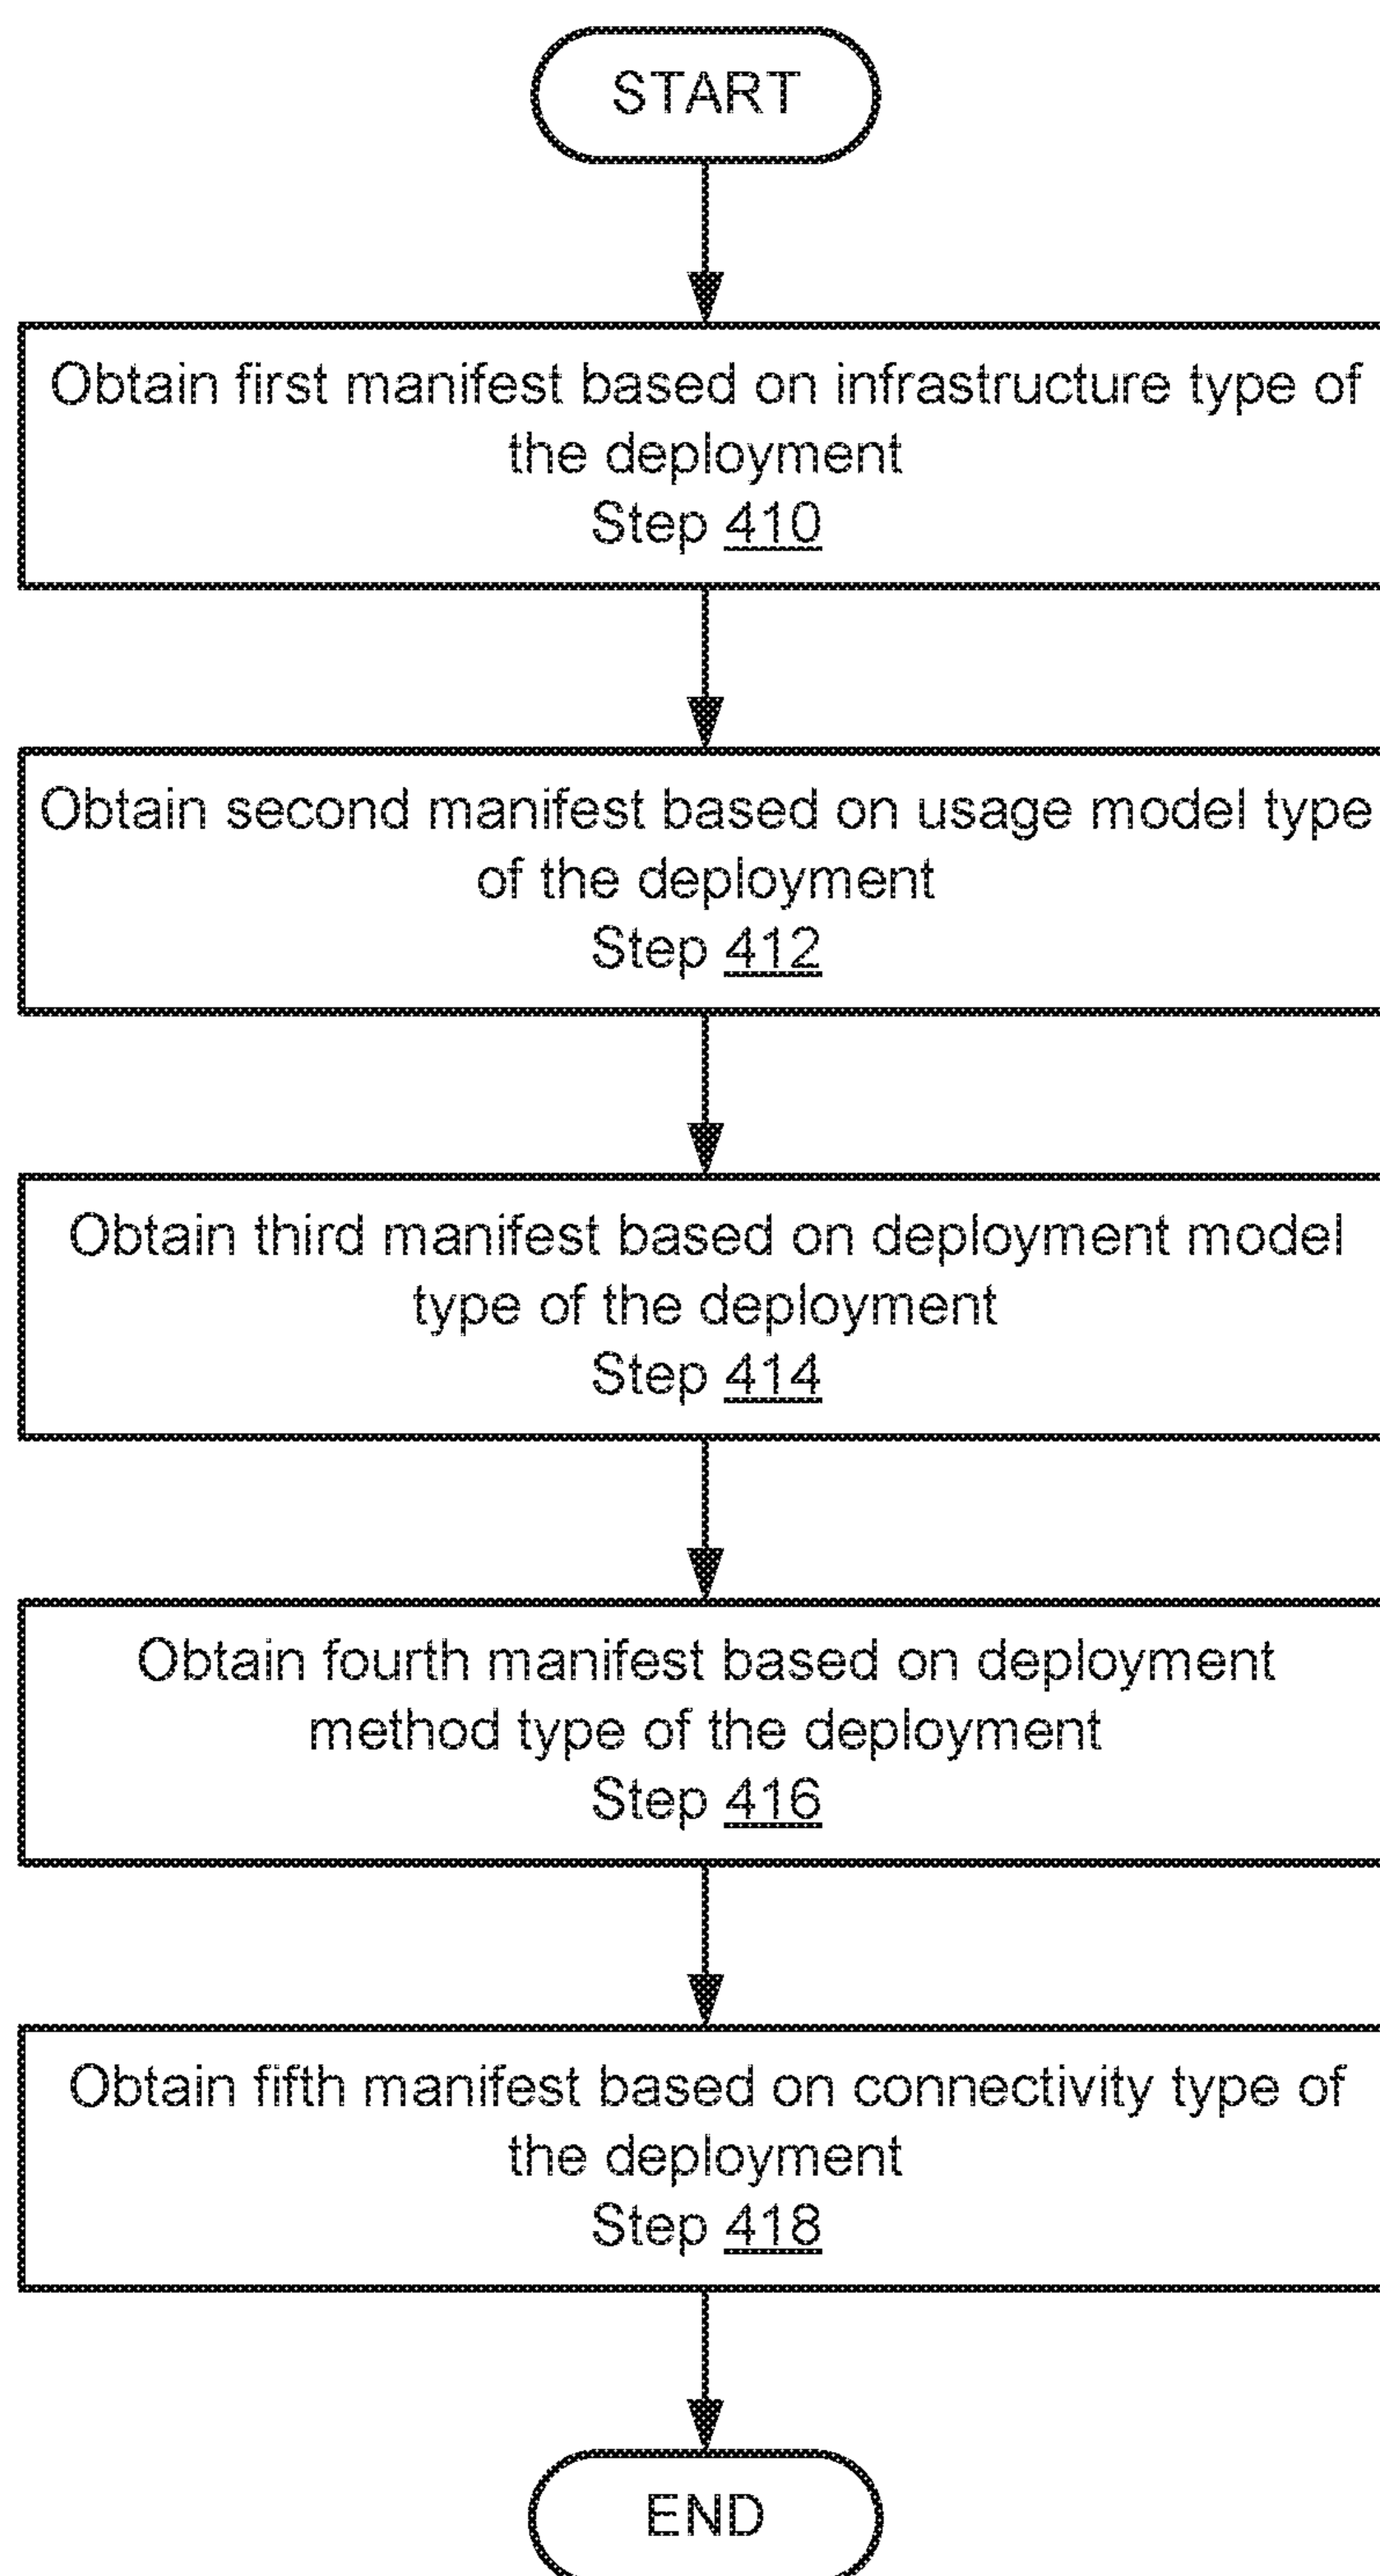 START
Obtain first manifest based on infrastructure type of
the deployment
Step 410
Obtain second manifest based on usage model type
of the deployment
Step 412
Obtain third manifest based on deployment model
type of the deployment
Step 414
Obtain fourth manifest based on deployment
method type of the deployment
Step 416
Obtain fifth manifest based on connectivity type of
the deployment
Step 418
END